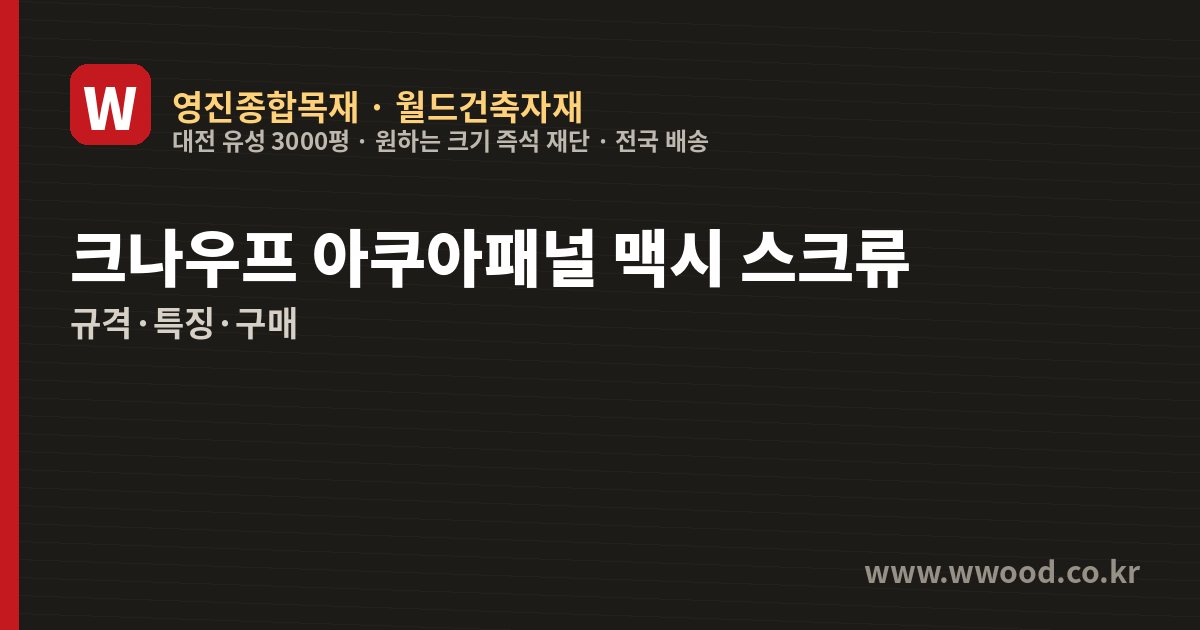 W
영진종합목재 · 월드건축자재
대전 유성 3000평 · 원하는 크기 즉석 재단 · 전국 배송
크나우프 아쿠아패널 맥시 스크류
규격·특징·구매
www.wwood.co.kr